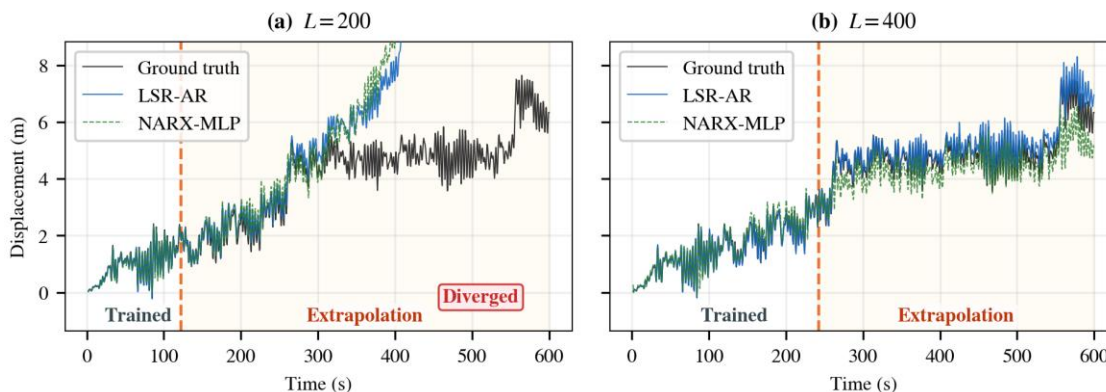 (a) L=200
Displacement (m)
8
6
4
2
0
Ground truth
LSR-AR
NARX-MLP
Diverged
Trained
Extrapolation
0 100 200 300 400 500 600
Time (s)
(b) L=400
Ground truth
LSR-AR
NARX-MLP
Trained
Extrapolation
0 100 200 300 400 500 600
Time (s)